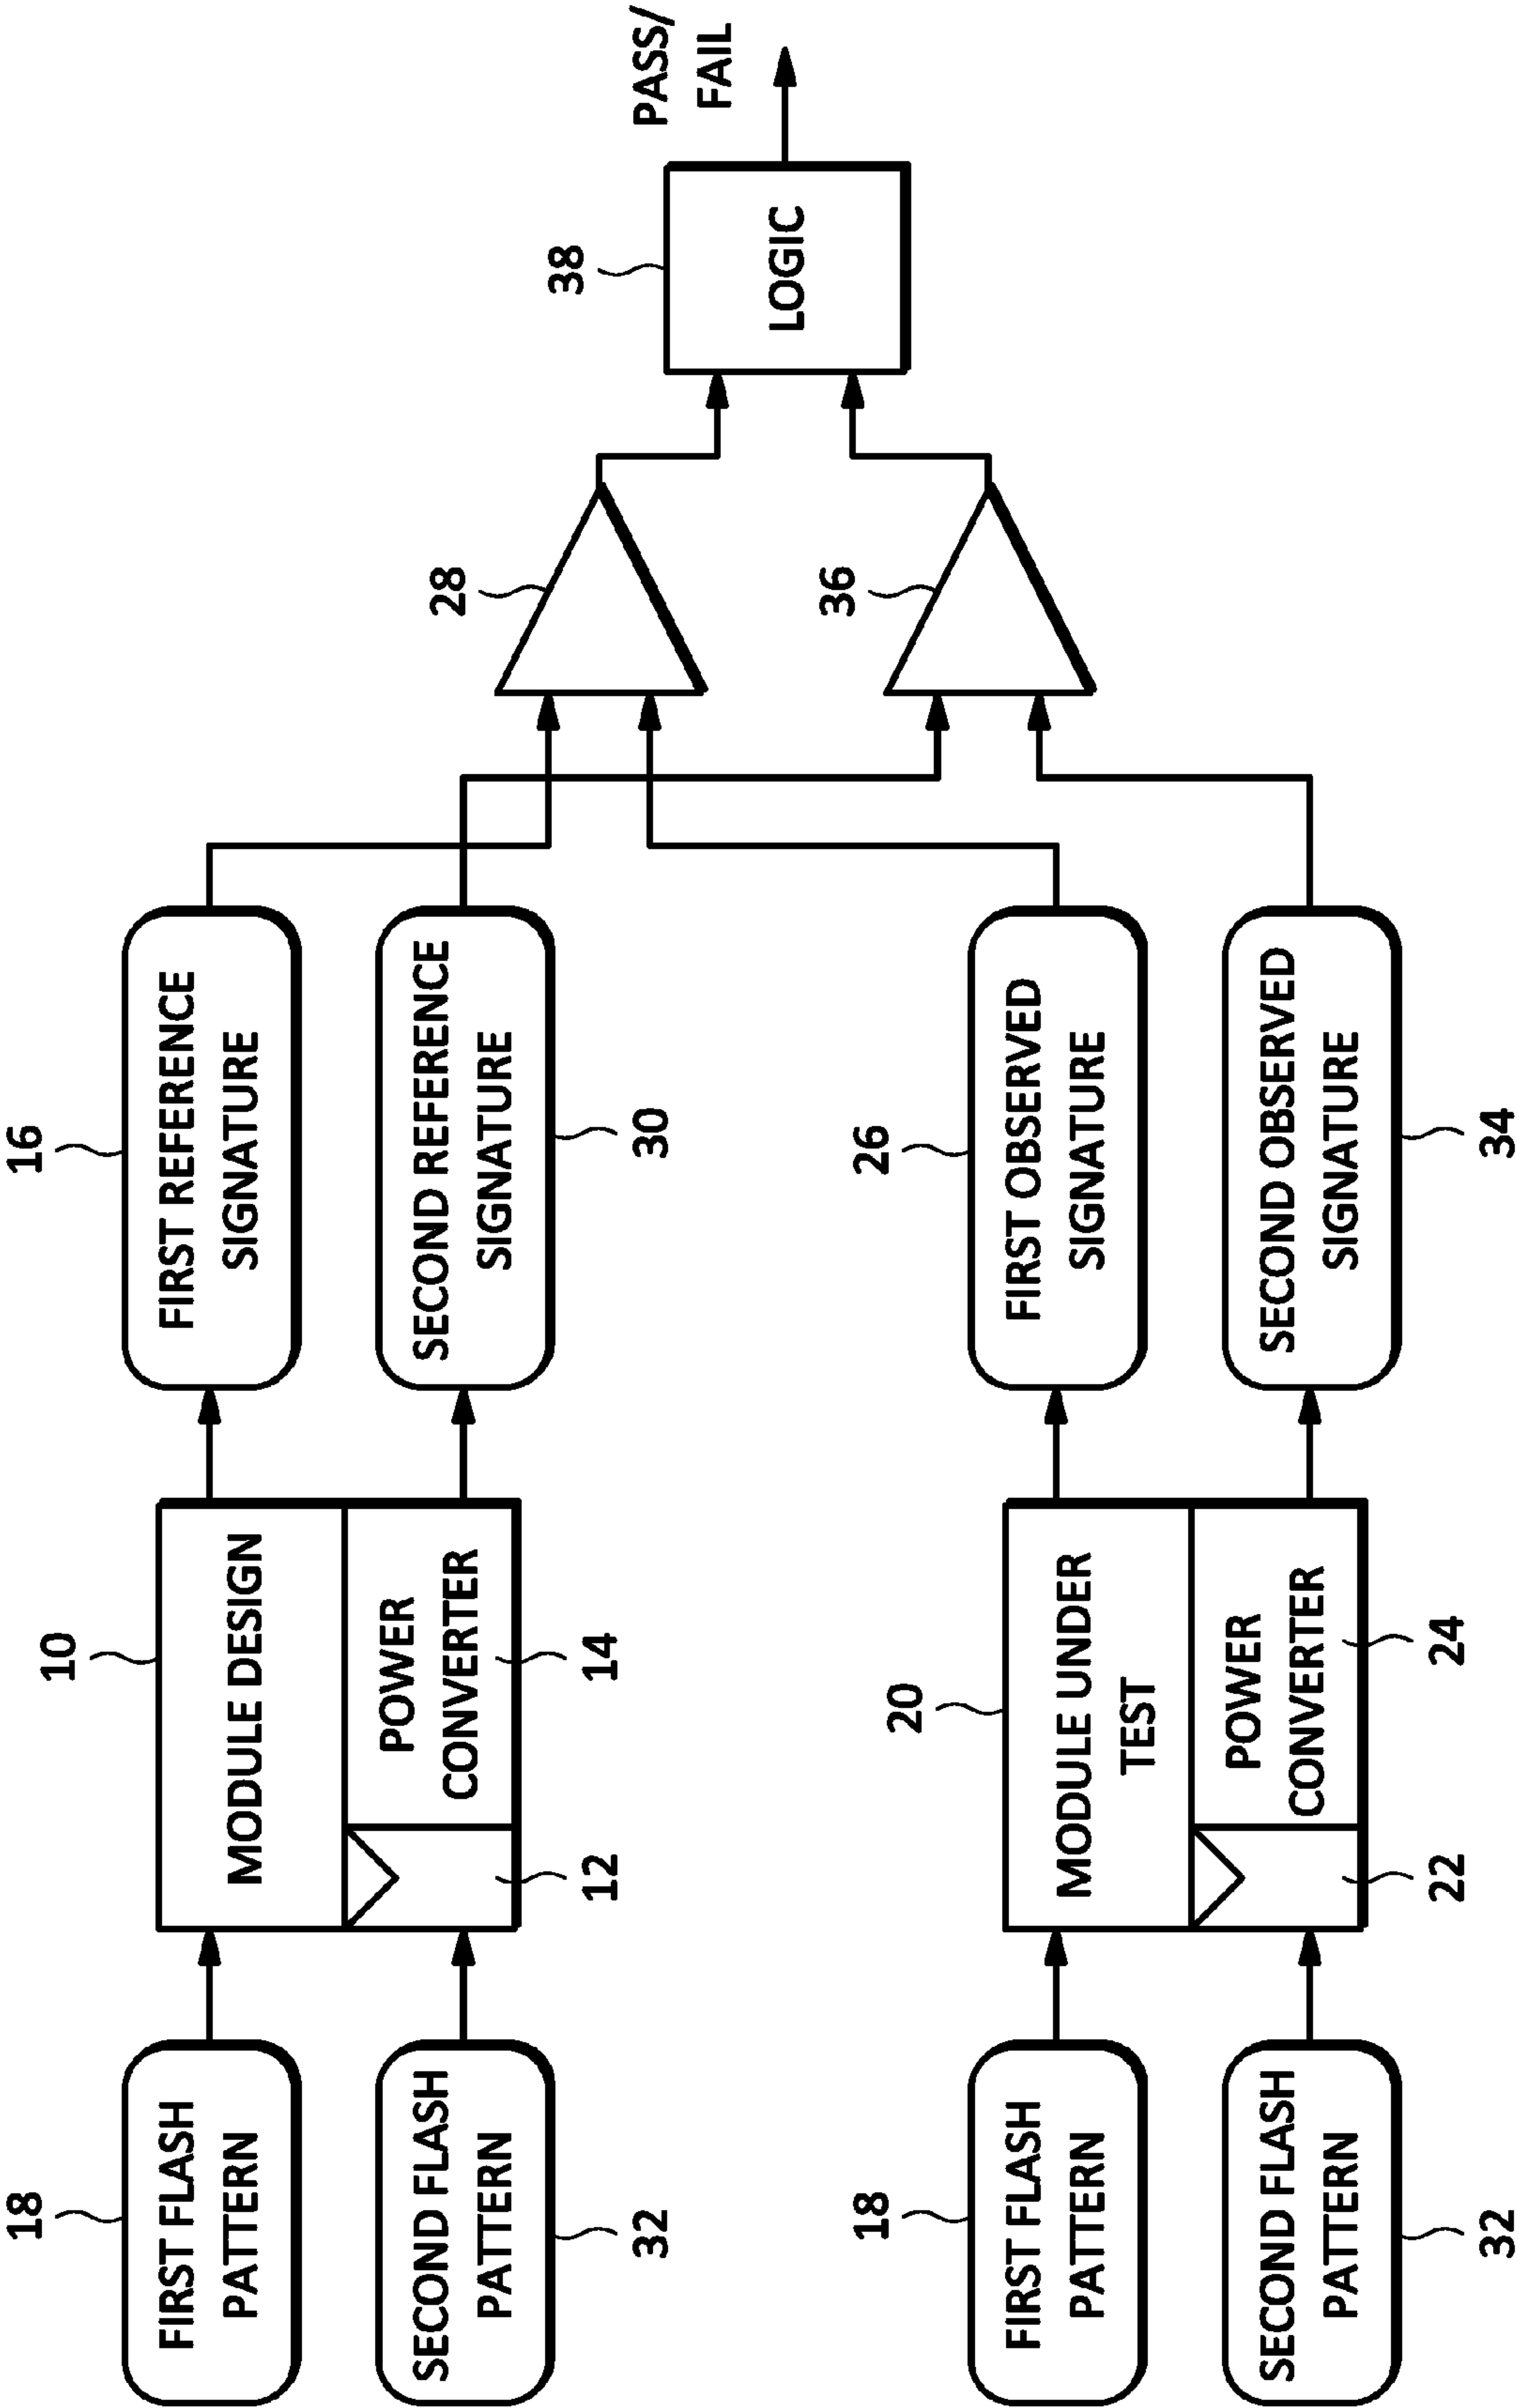 18
FIRST FLASH
PATTERN
SECOND FLASH
PATTERN
32
10
MODULE DESIGN
POWER
CONVERTER
12
14
16
FIRST REFERENCE
SIGNATURE
SECOND REFERENCE
SIGNATURE
30
18
FIRST FLASH
PATTERN
SECOND FLASH
PATTERN
32
20
MODULE UNDER
TEST
POWER
CONVERTER
22
24
26
FIRST OBSERVED
SIGNATURE
SECOND OBSERVED
SIGNATURE
34
28
36
38
LOGIC
PASS/
FAIL